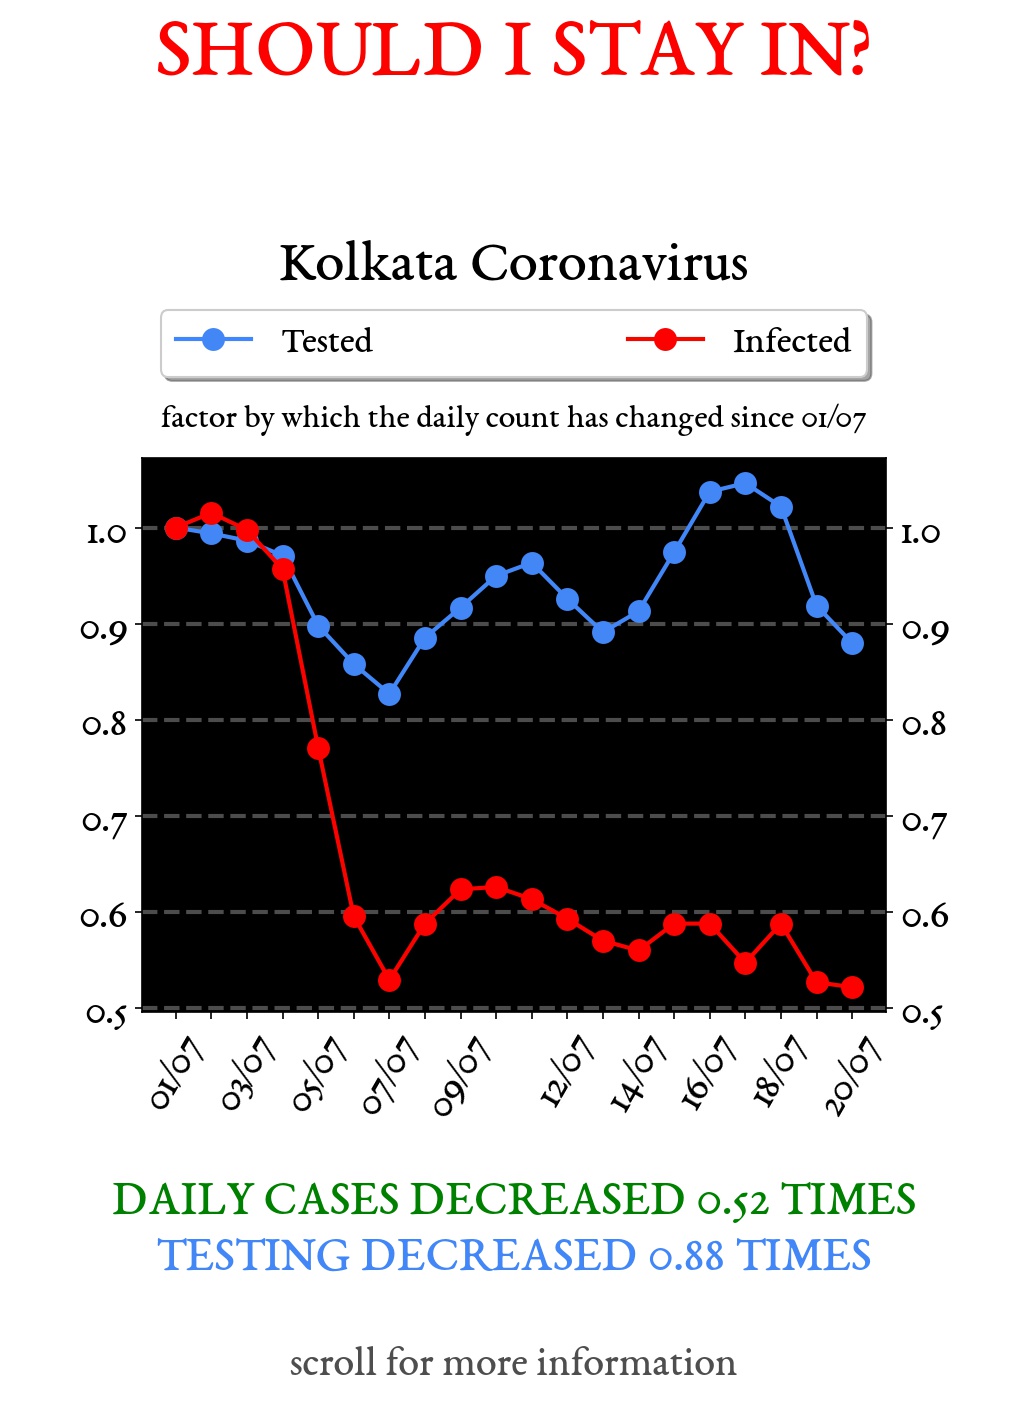 SHOULD I STAY IN?
Kolkata Coronavirus
Tested Infected
factor by which the daily count has changed since 01/07
1.0 1.0
0.9 0.9
0.8 0.8
0.7 0.7
0.6 0.6
0.5 0.5
01/07 03/07 05/07 07/07 09/07 12/07 14/07 16/07 18/07 20/07
DAILY CASES DECREASED 0.52 TIMES
TESTING DECREASED 0.88 TIMES
scroll for more information